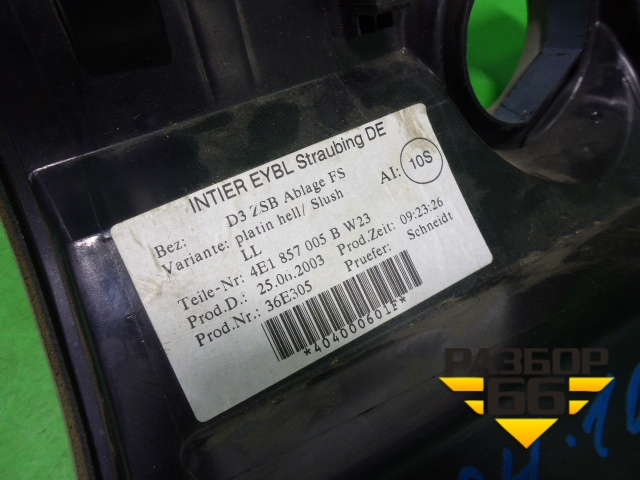 INTIER EYBL Straubing DE
Bez: D3 ZSB Ablage FS
Variante: platin hell/ Slush AI: 10S
LL
Teile-Nr: 4E1 857 005 B W23
Prod.D.: 25.06.2003 Prod.Zeit: 09:23:26
Prod.Nr.: 36E305 Pruefer: Schneidt
*404000601F*
РАЗБОР
66